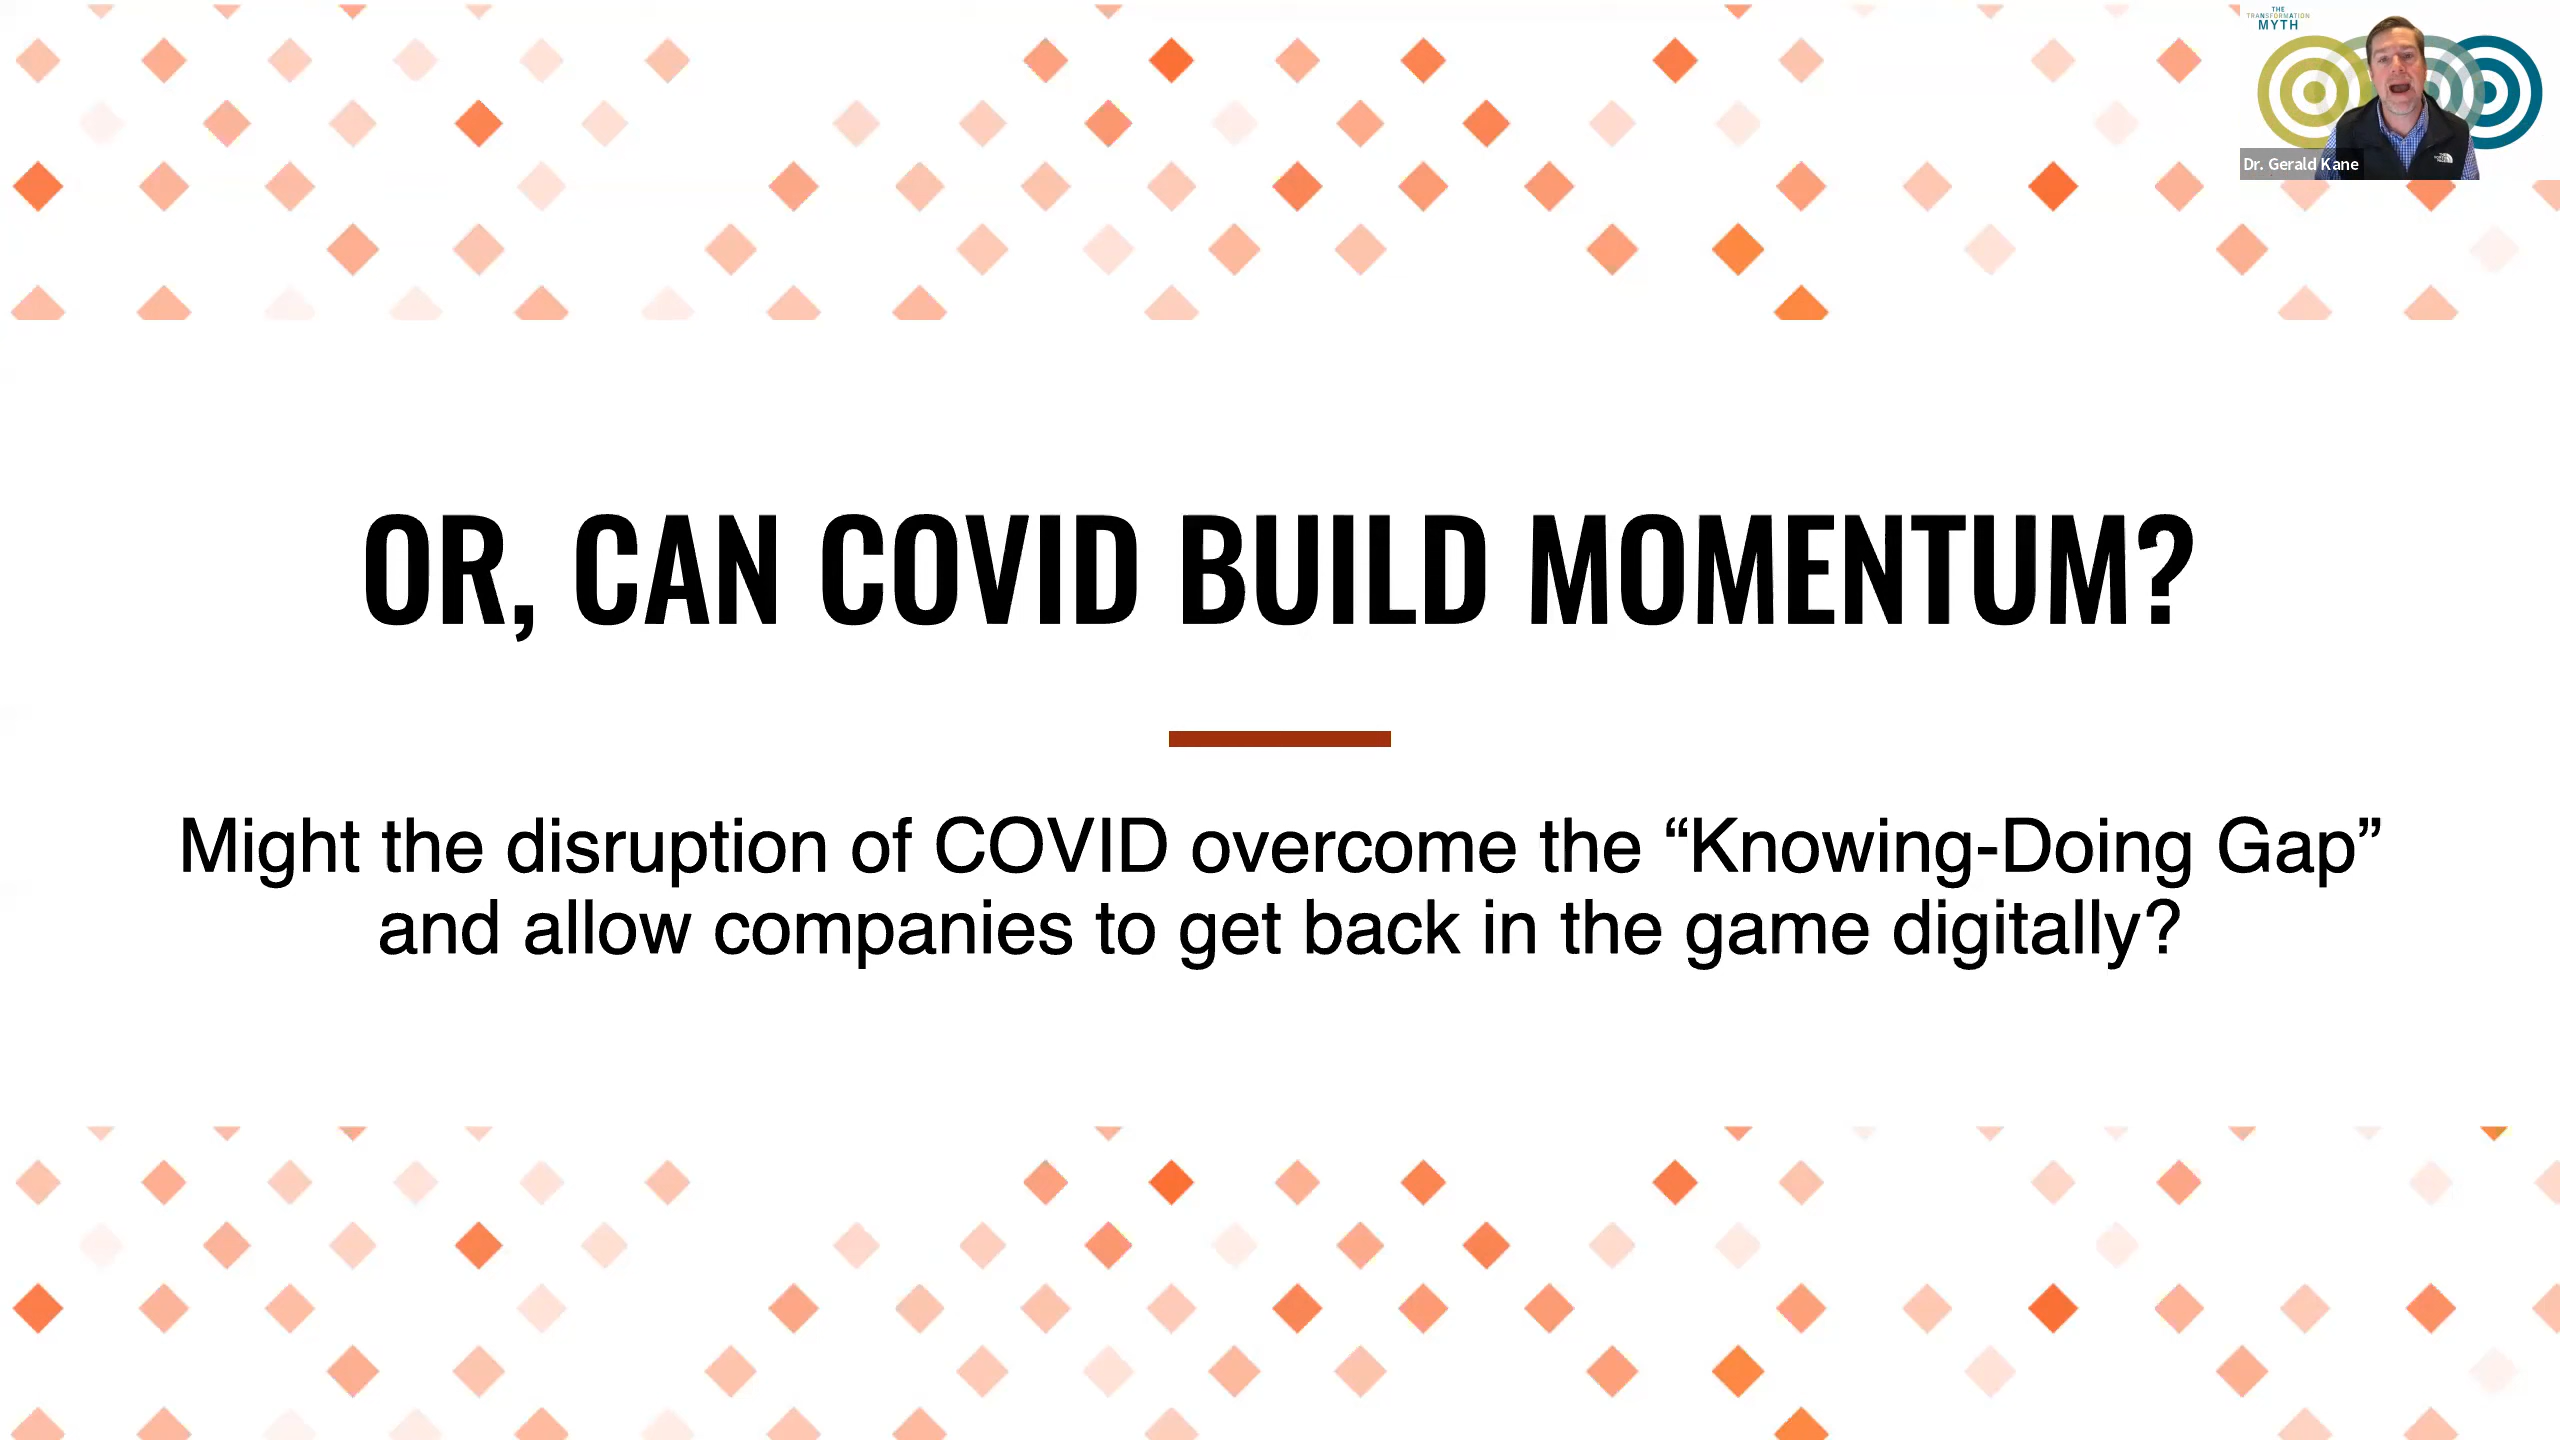 THE
TRANSFORMATION
MYTH
Dr. Gerald Kane
OR, CAN COVID BUILD MOMENTUM?
Might the disruption of COVID overcome the “Knowing-Doing Gap”
and allow companies to get back in the game digitally?